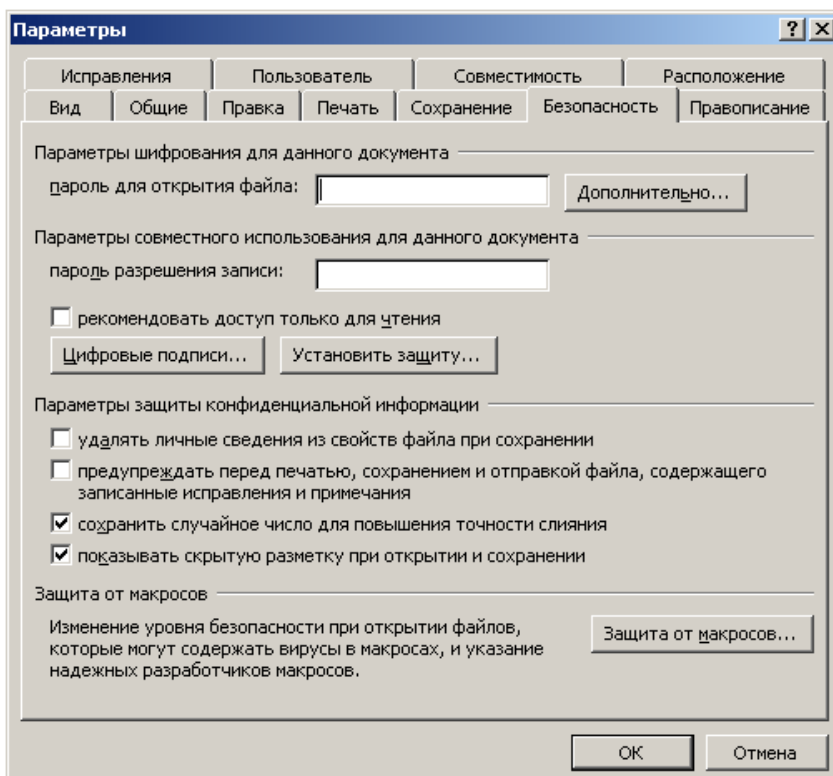 Параметры
Исправления Пользователь Совместимость Расположение
Вид Общие Правка Печать Сохранение Безопасность Правописание
Параметры шифрования для данного документа
пароль для открытия файла: Дополнительно...
Параметры совместного использования для данного документа
пароль разрешения записи:
рекомендовать доступ только для чтения
Цифровые подписи... Установить защиту...
Параметры защиты конфиденциальной информации
удалять личные сведения из свойств файла при сохранении
предупреждать перед печатью, сохранением и отправкой файла, содержащего
записанные исправления и примечания
сохранить случайное число для повышения точности слияния
показывать скрытую разметку при открытии и сохранении
Защита от макросов
Изменение уровня безопасности при открытии файлов,
которые могут содержать вирусы в макросах, и указание
надежных разработчиков макросов.
Защита от макросов...
ОК Отмена